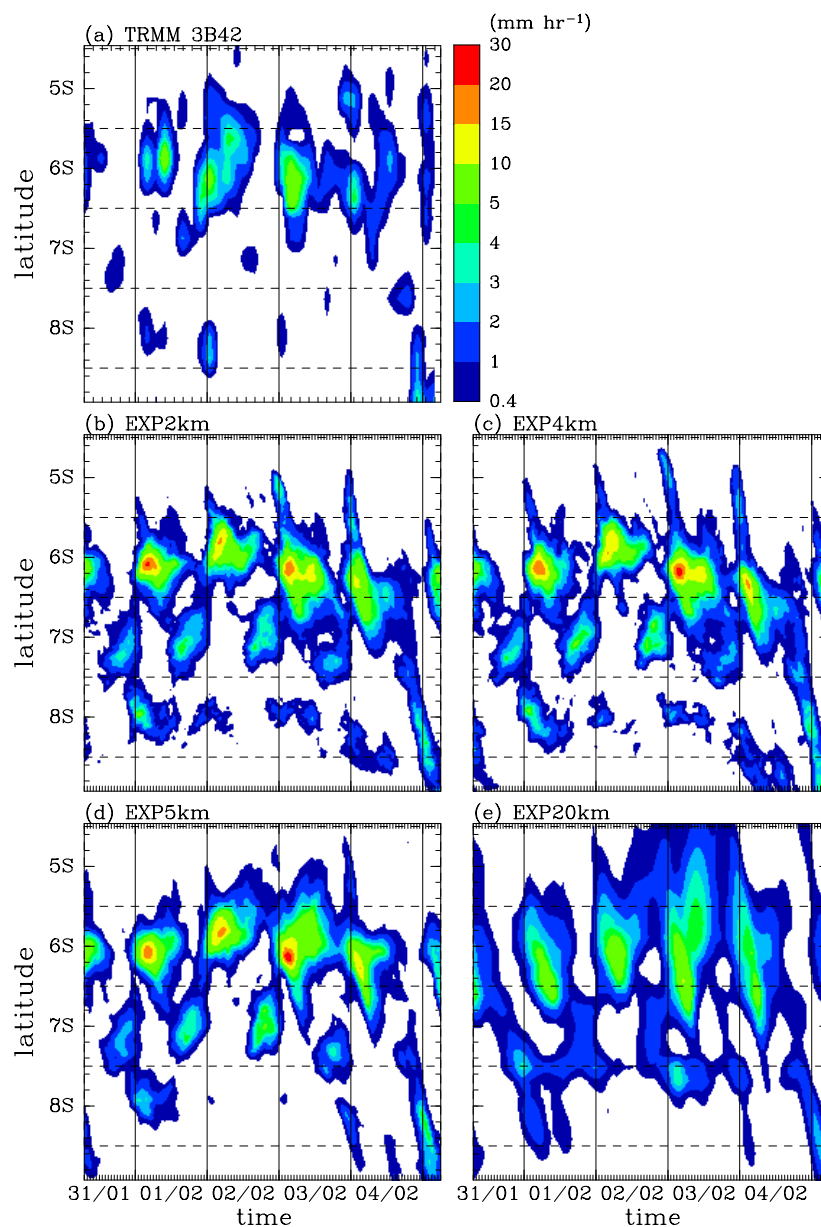 (mm hr⁻¹)
(a) TRMM 3B42
30
20
15
10
5
4
3
2
1
0.4
5S
6S
7S
8S
latitude
(b) EXP2km
(c) EXP4km
5S
6S
7S
8S
latitude
(d) EXP5km
(e) EXP20km
5S
6S
7S
8S
latitude
31/01 01/02 02/02 03/02 04/02
31/01 01/02 02/02 03/02 04/02
time
time